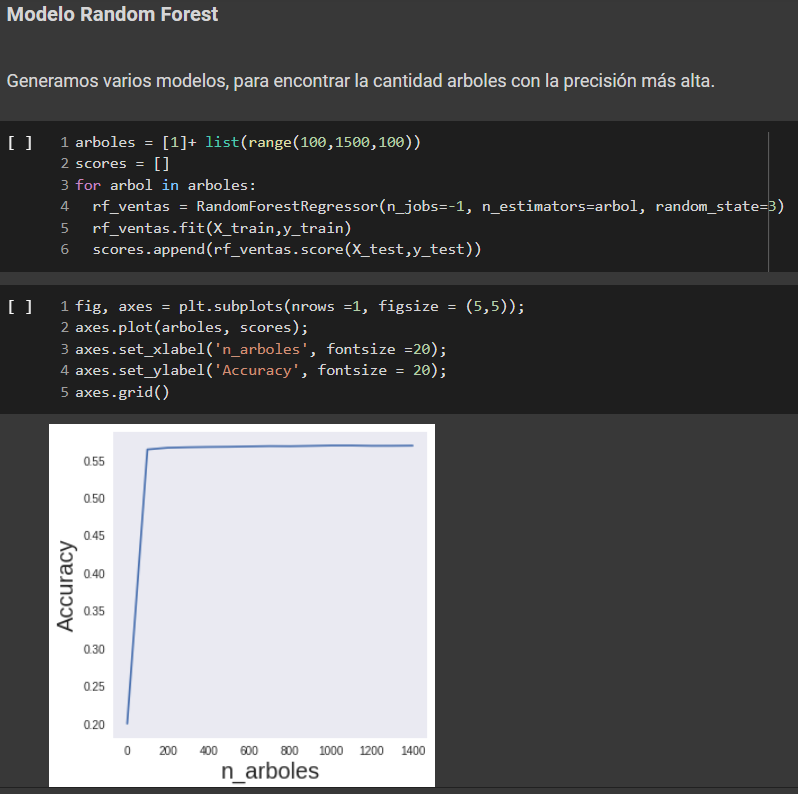 Modelo Random Forest
Generamos varios modelos, para encontrar la cantidad arboles con la precisión más alta.
[ ] 1 arboles = [1]+ list(range(100,1500,100))
2 scores = []
3 for arbol in arboles:
4   rf_ventas = RandomForestRegressor(n_jobs=-1, n_estimators=arbol, random_state=3)
5   rf_ventas.fit(X_train,y_train)
6   scores.append(rf_ventas.score(X_test,y_test))
[ ] 1 fig, axes = plt.subplots(nrows =1, figsize = (5,5));
2 axes.plot(arboles, scores);
3 axes.set_xlabel('n_arboles', fontsize =20);
4 axes.set_ylabel('Accuracy', fontsize = 20);
5 axes.grid()
Accuracy
0.55
0.50
0.45
0.40
0.35
0.30
0.25
0.20
0 200 400 600 800 1000 1200 1400
n_arboles